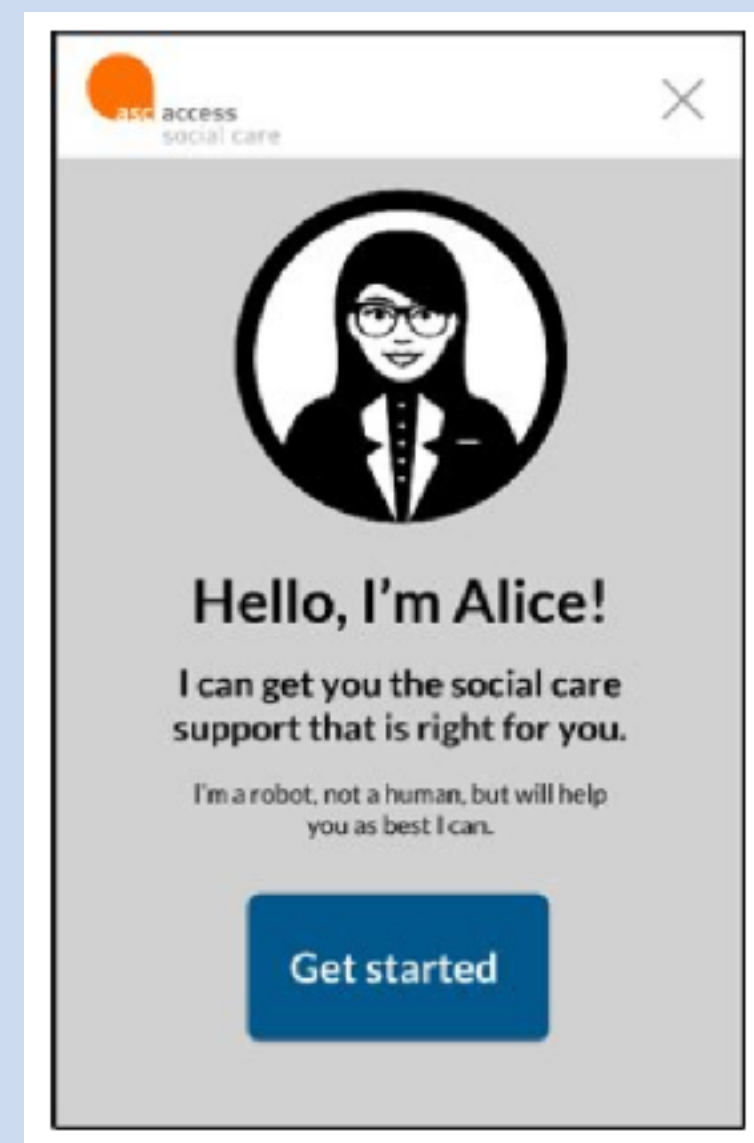 asc access
social care
Hello, I'm Alice!
I can get you the social care
support that is right for you.
I'm a robot, not a human, but will help
you as best I can.
Get started